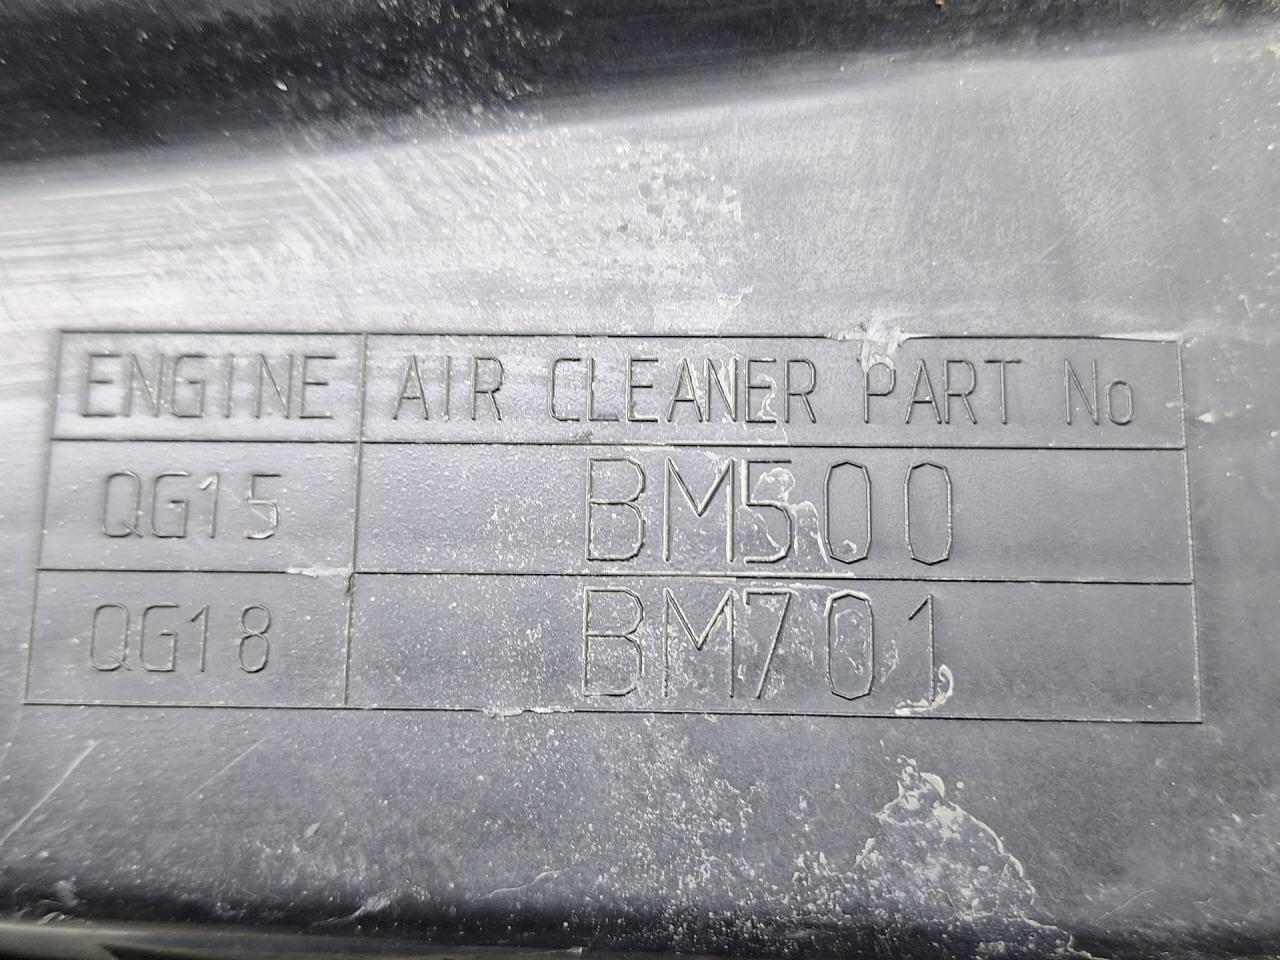 ENGINE AIR CLEANER PART No
QG15 BM500
QG18 BM701